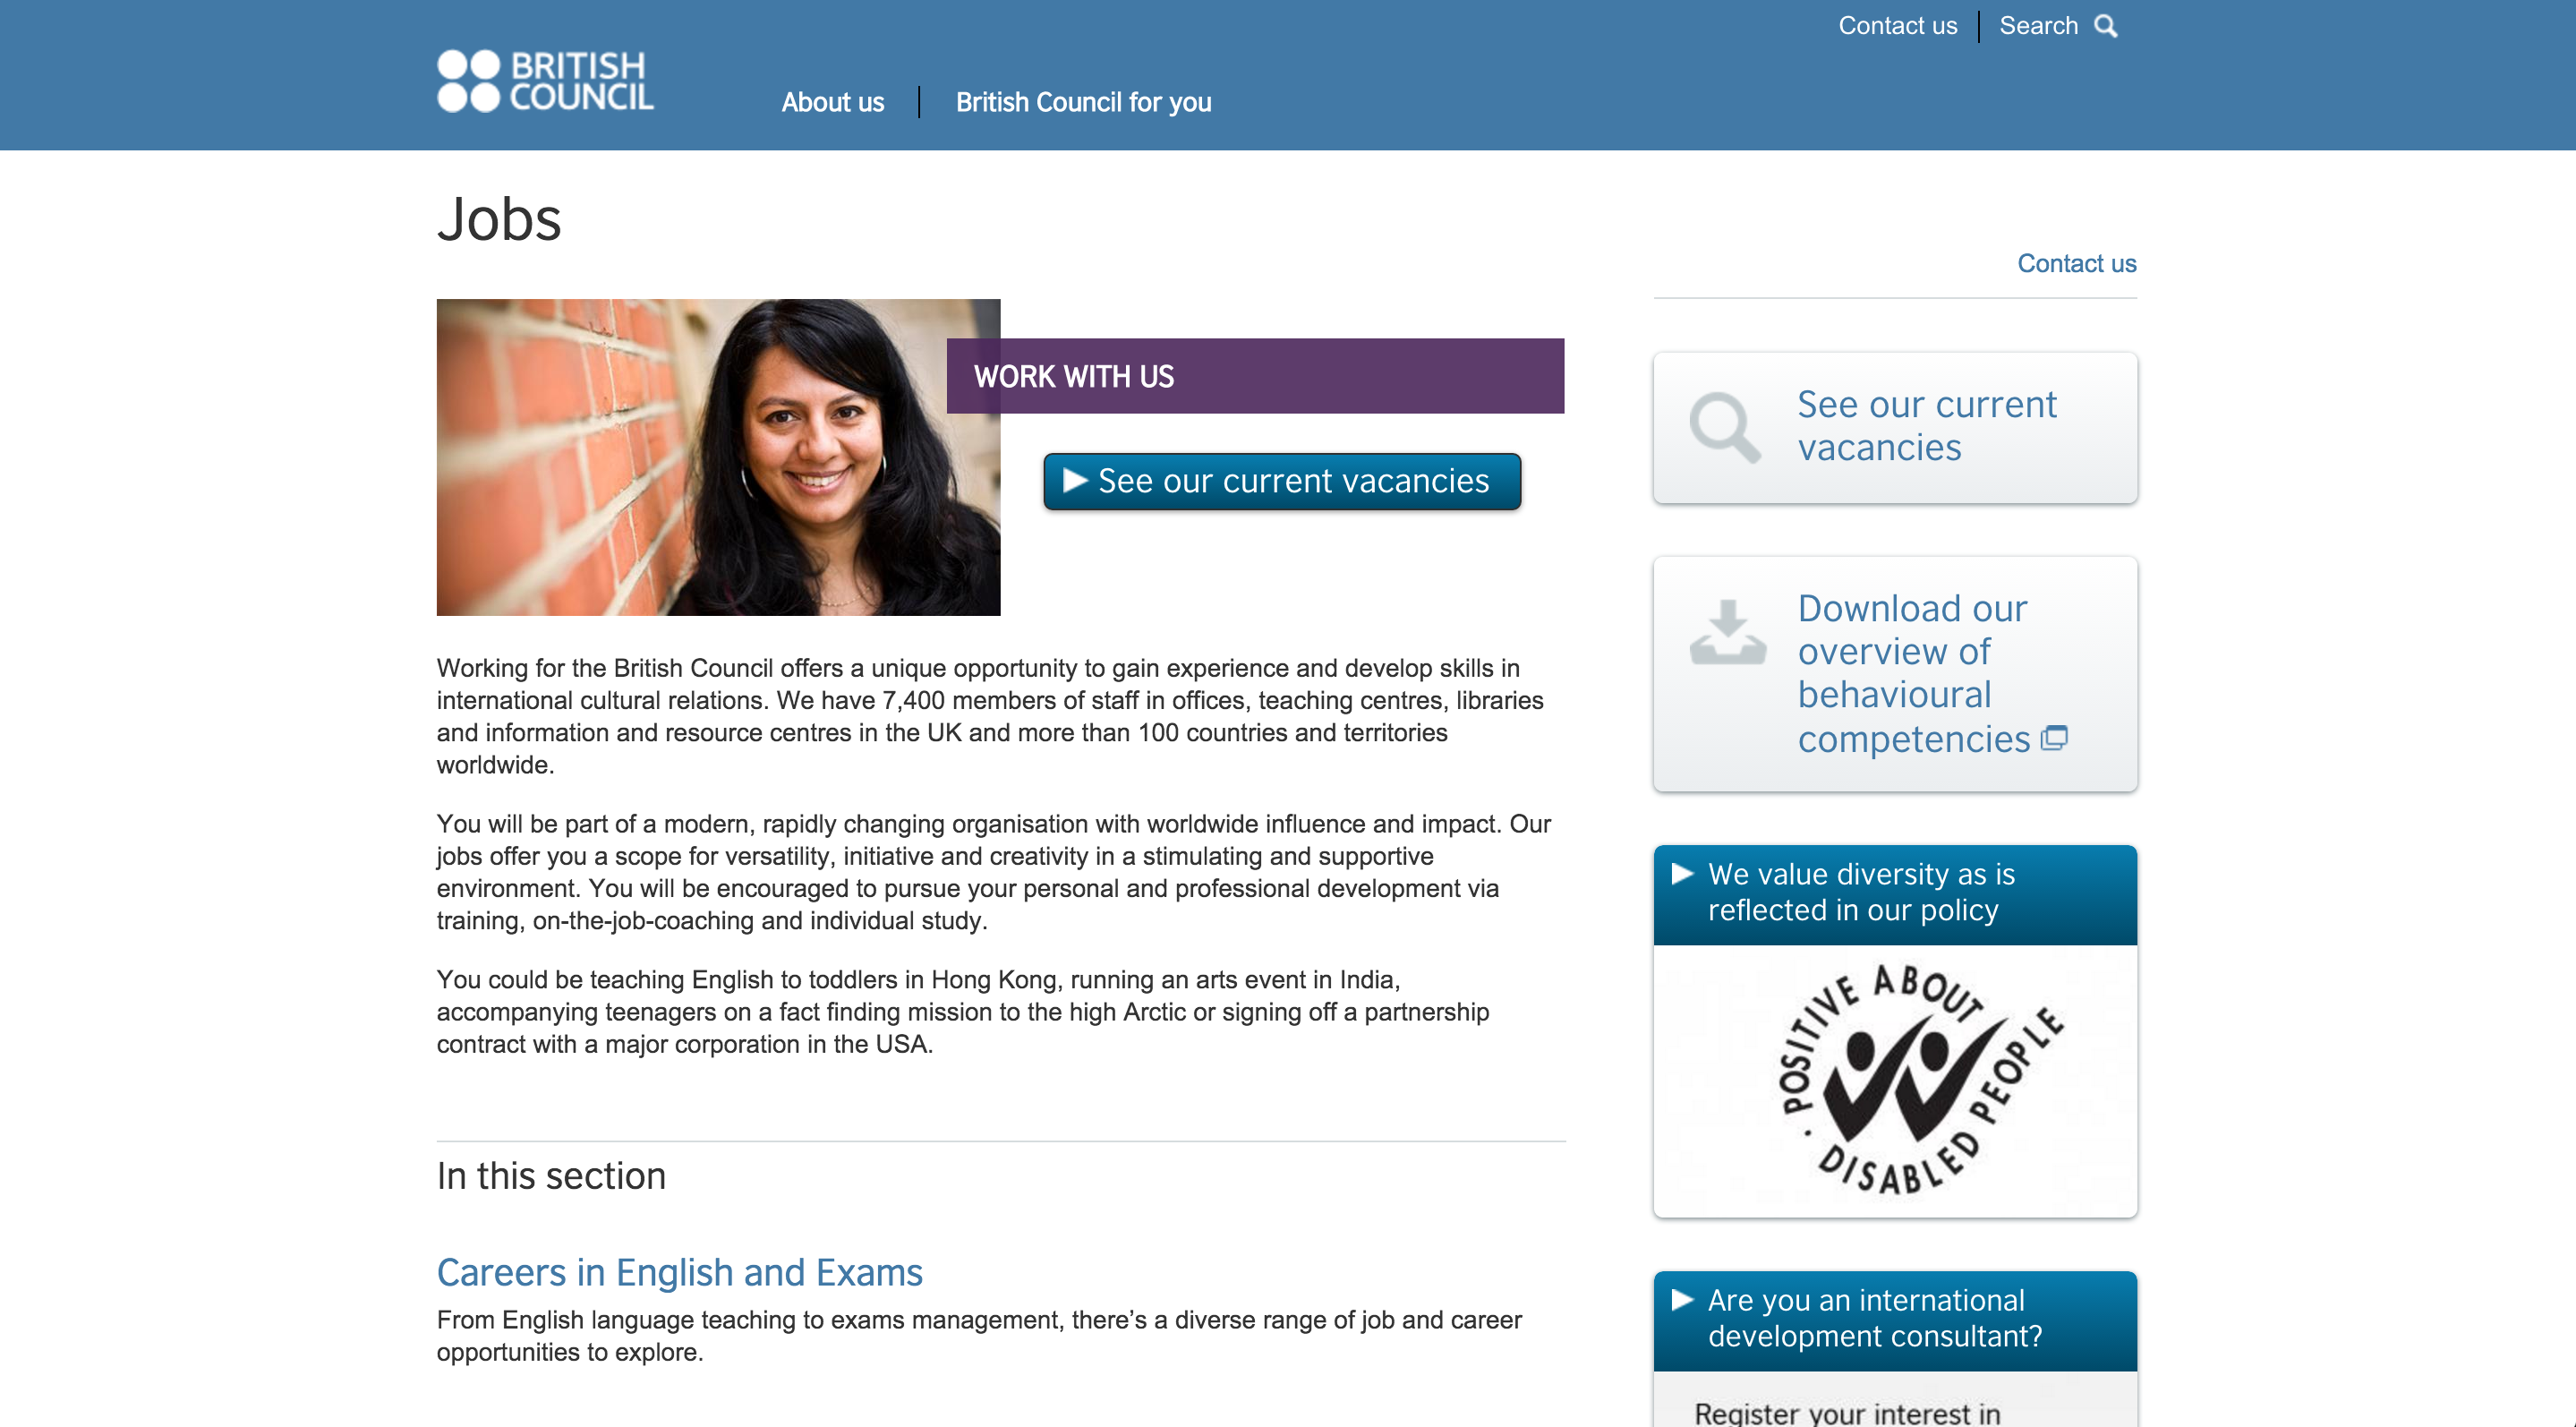 Contact us
Search
BRITISH
COUNCIL
About us
British Council for you
Jobs
Contact us
WORK WITH US
See our current vacancies
Working for the British Council offers a unique opportunity to gain experience and develop skills in
international cultural relations. We have 7,400 members of staff in offices, teaching centres, libraries
and information and resource centres in the UK and more than 100 countries and territories
worldwide.
You will be part of a modern, rapidly changing organisation with worldwide influence and impact. Our
jobs offer you a scope for versatility, initiative and creativity in a stimulating and supportive
environment. You will be encouraged to pursue your personal and professional development via
training, on-the-job-coaching and individual study.
You could be teaching English to toddlers in Hong Kong, running an arts event in India,
accompanying teenagers on a fact finding mission to the high Arctic or signing off a partnership
contract with a major corporation in the USA.
In this section
Careers in English and Exams
From English language teaching to exams management, there’s a diverse range of job and career
opportunities to explore.
See our current
vacancies
Download our
overview of
behavioural
competencies
We value diversity as is
reflected in our policy
POSITIVE ABOUT
DISABLED PEOPLE
Are you an international
development consultant?
Register your interest in